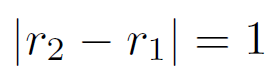 |r₂ − r₁| = 1